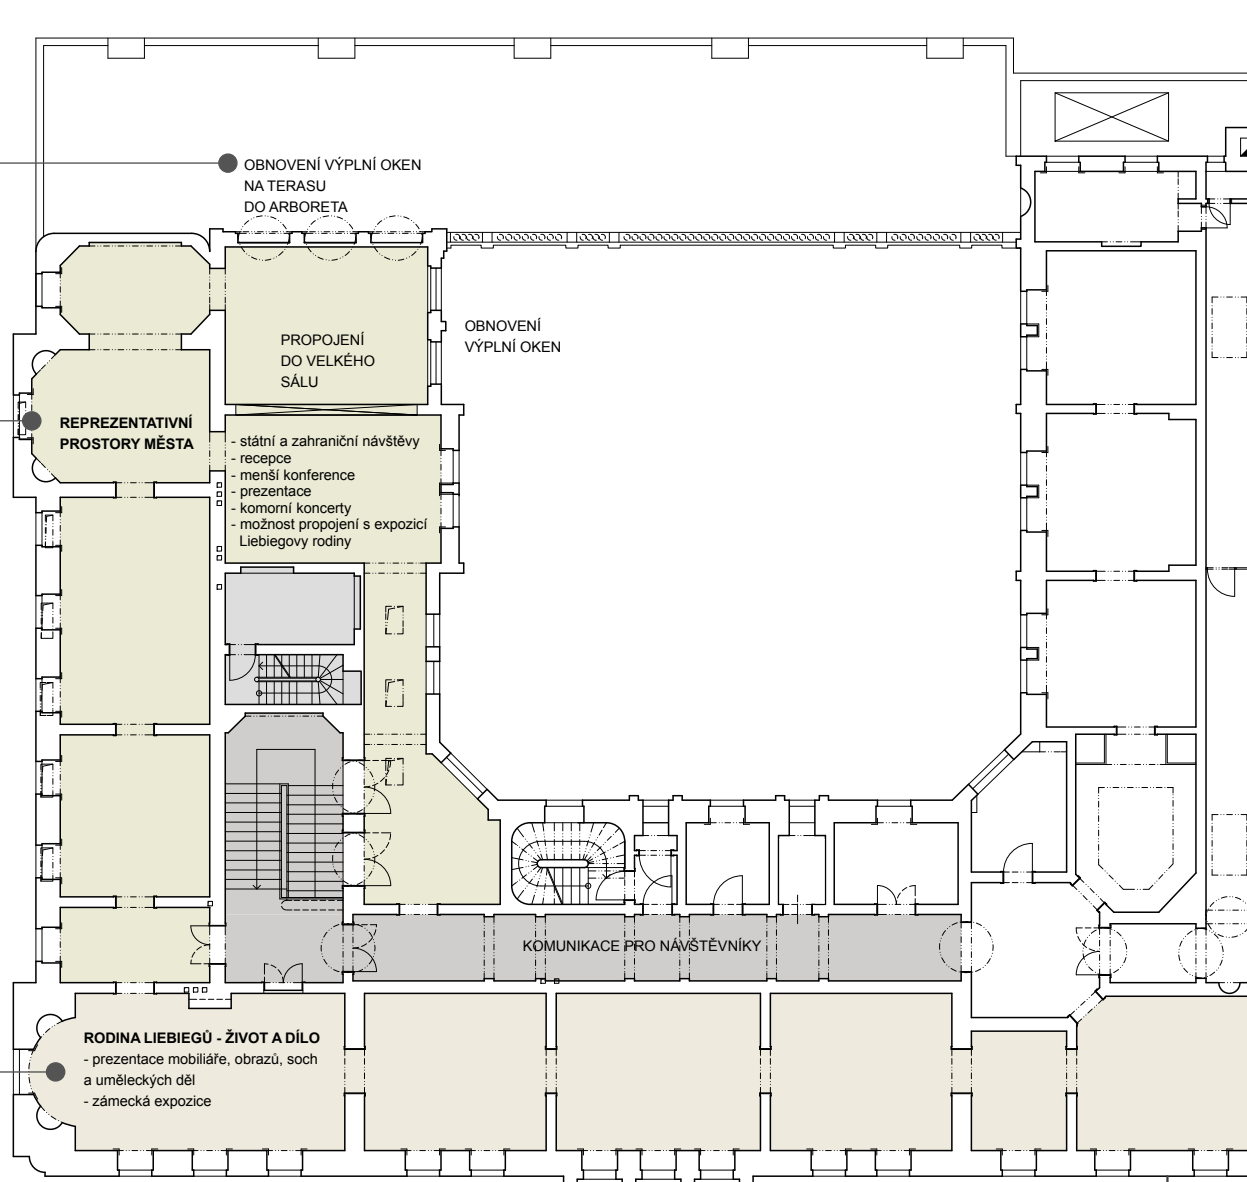 OBNOVENÍ VÝPLNÍ OKEN
NA TERASU
DO ARBORETA
OBNOVENÍ
VÝPLNÍ OKEN
PROPOJENÍ
DO VELKÉHO
SÁLU
REPREZENTATIVNÍ
PROSTORY MĚSTA
- státní a zahraniční návštěvy
- recepce
- menší konference
- prezentace
- komorní koncerty
- možnost propojení s expozicí
Liebiegovy rodiny
KOMUNIKACE PRO NÁVŠTĚVNÍKY
RODINA LIEBIEGŮ - ŽIVOT A DÍLO
- prezentace mobiliáře, obrazů, soch
a uměleckých děl
- zámecká expozice